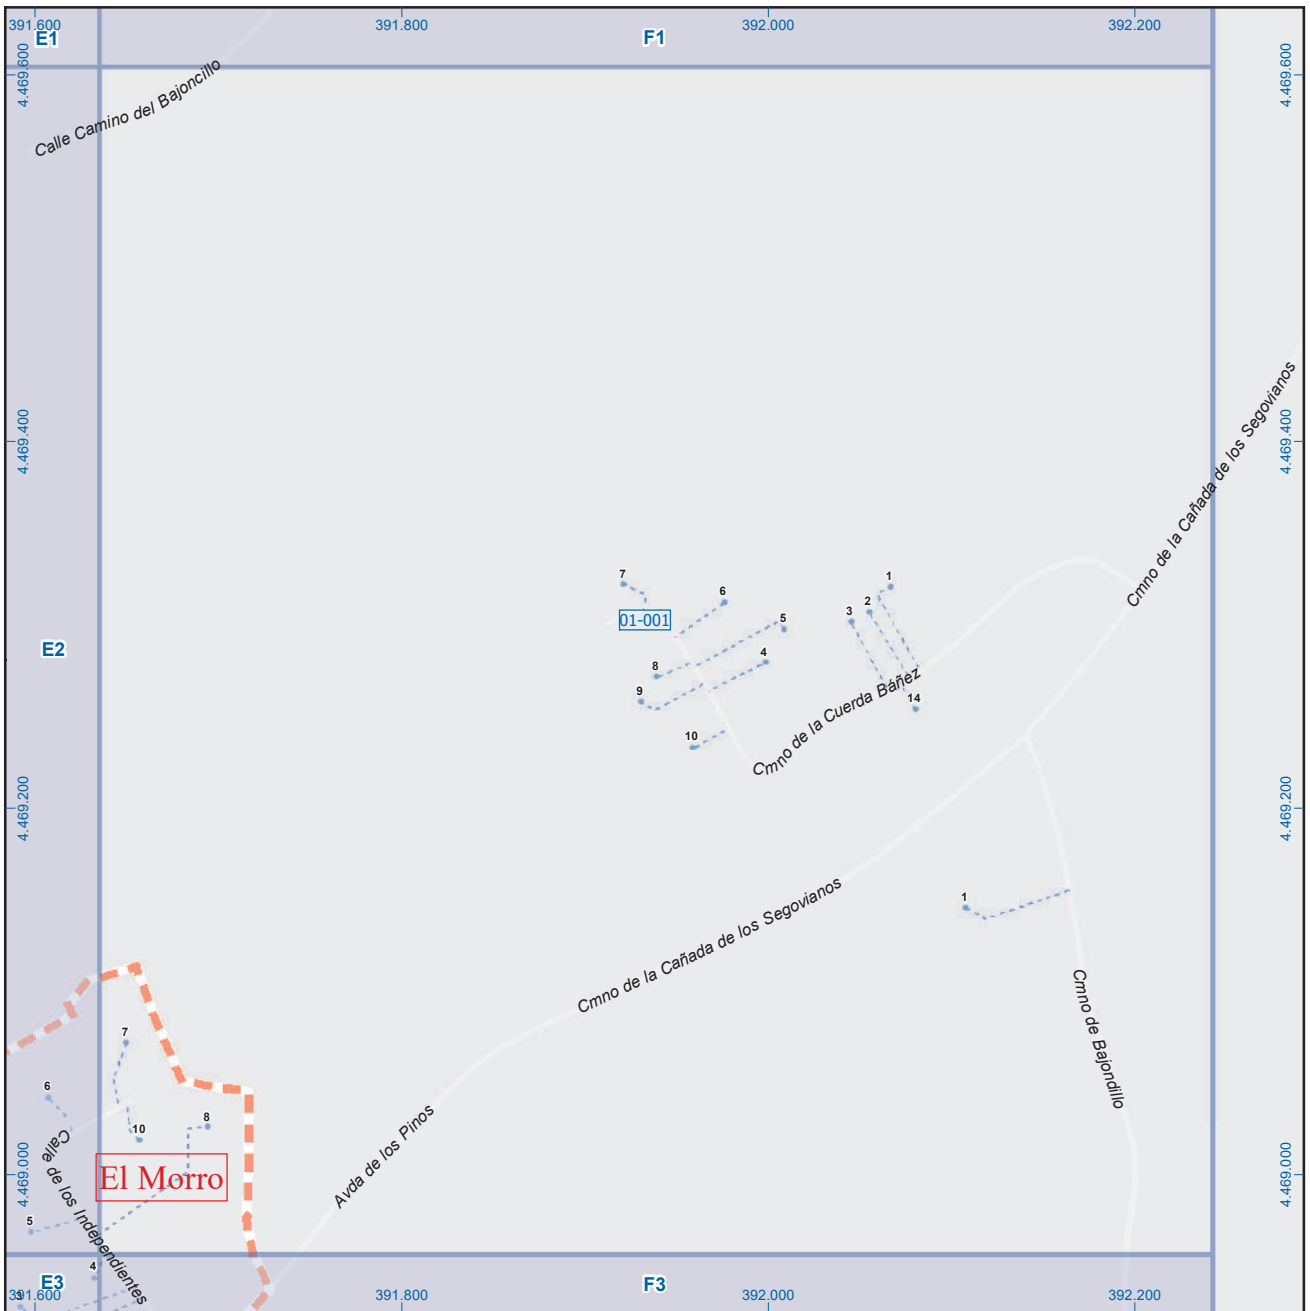 391.600
391.800
392.000
392.200
E1
F1
4.469.600
4.469.600
Calle Camino del Bajoncillo
4.469.400
4.469.400
Cmno de la Cañada de los Segovianos
7
6
1
2
3
5
01-001
E2
4
8
9
14
Cmno de la Cuerda Báñez
10
4.469.200
4.469.200
1
Cmno de la Cañada de los Segovianos
Cmno de Bajondillo
7
6
8
10
Avda de los Pinos
4.469.000
4.469.000
El Morro
Calle de los Independientes
5
4
E3
F3
3
391.600
391.800
392.000
392.200